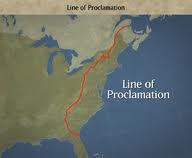 Line of Proclamation
Line of
Proclamation